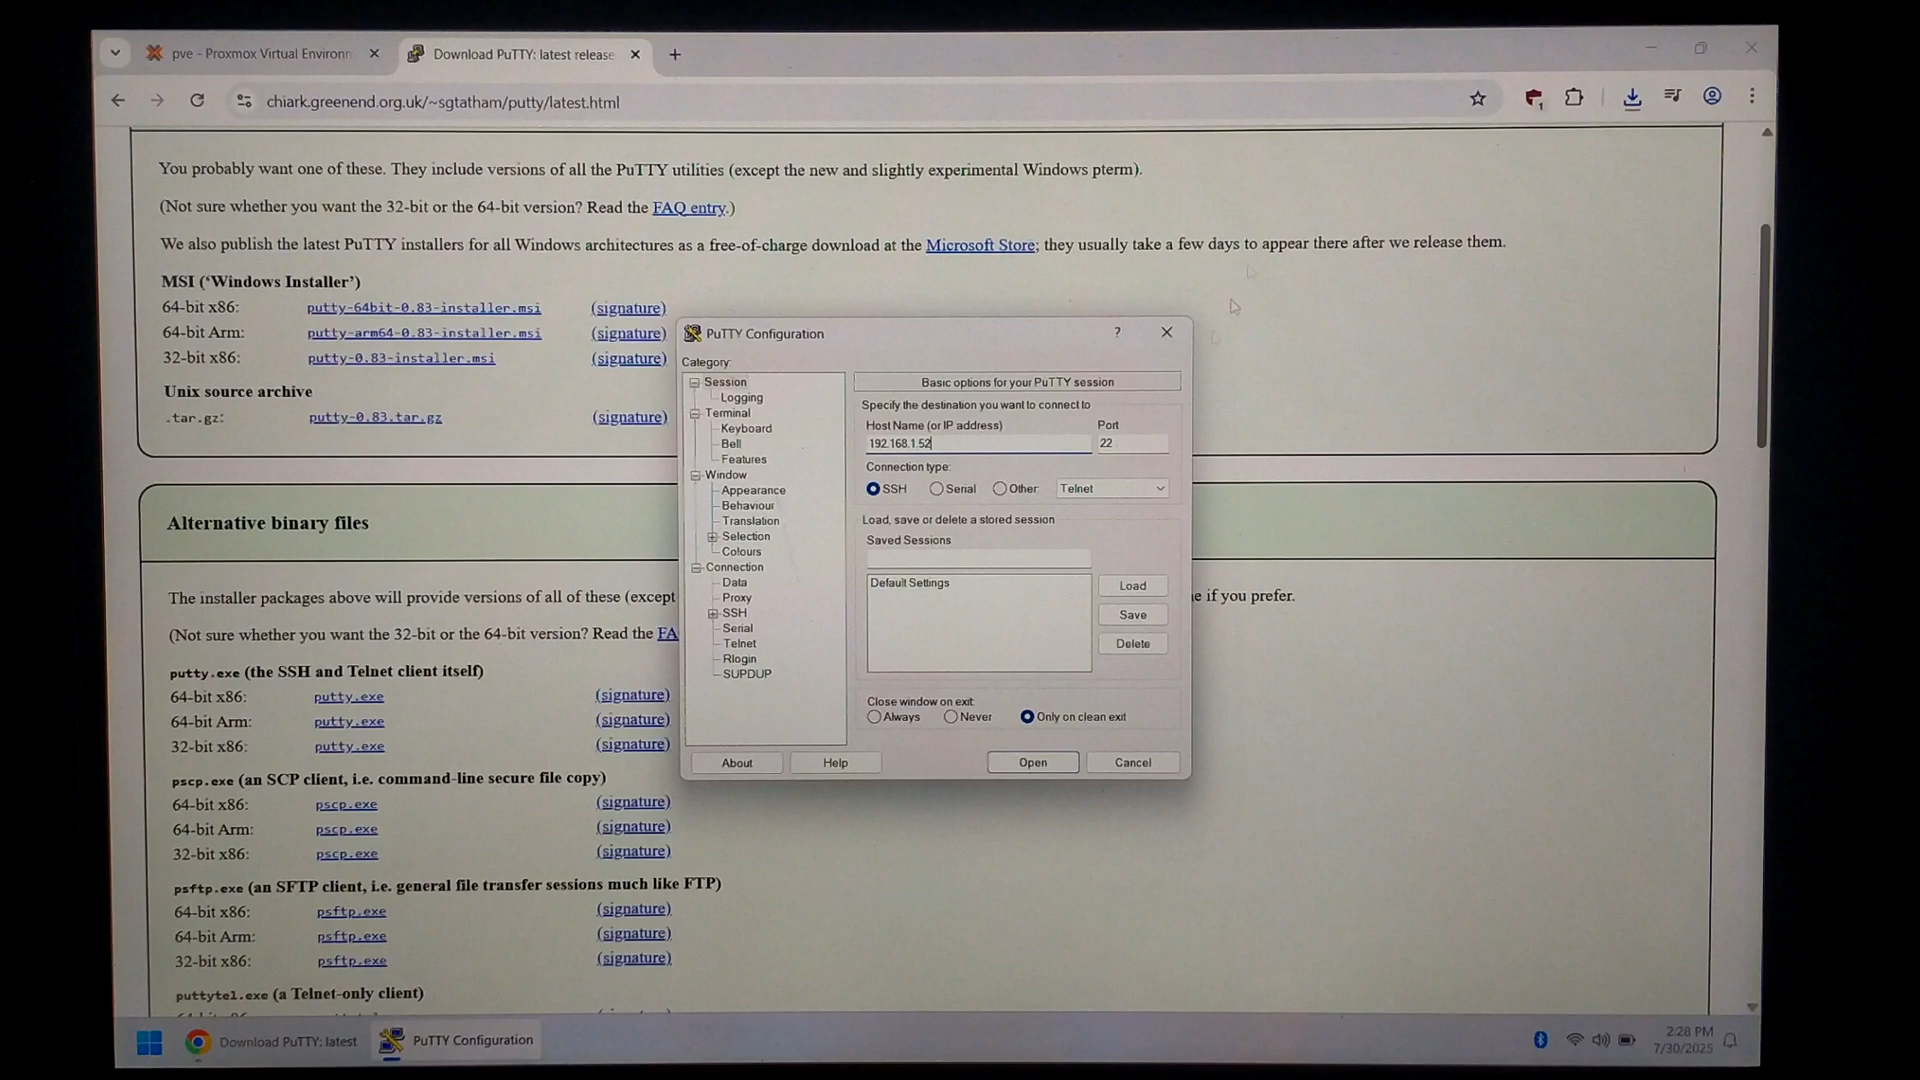 pve - Proxmox Virtual Environm
Download PuTTY: latest release
chiark.greenend.org.uk/~sgtatham/putty/latest.html
1
You probably want one of these. They include versions of all the PuTTY utilities (except the new and slightly experimental Windows pterm).
(Not sure whether you want the 32-bit or the 64-bit version? Read the FAQ entry.)
We also publish the latest PuTTY installers for all Windows architectures as a free-of-charge download at the Microsoft Store; they usually take a few days to appear there after we release them.
MSI (‘Windows Installer’)
64-bit x86: putty-64bit-0.83-installer.msi (signature)
64-bit Arm: putty-arm64-0.83-installer.msi (signature)
32-bit x86: putty-0.83-installer.msi (signature)
Unix source archive
.tar.gz: putty-0.83.tar.gz (signature)
Alternative binary files
The installer packages above will provide versions of all of these (except
e if you prefer.
(Not sure whether you want the 32-bit or the 64-bit version? Read the FA
putty.exe (the SSH and Telnet client itself)
64-bit x86: putty.exe (signature)
64-bit Arm: putty.exe (signature)
32-bit x86: putty.exe (signature)
pscp.exe (an SCP client, i.e. command-line secure file copy)
64-bit x86: pscp.exe (signature)
64-bit Arm: pscp.exe (signature)
32-bit x86: pscp.exe (signature)
psftp.exe (an SFTP client, i.e. general file transfer sessions much like FTP)
64-bit x86: psftp.exe (signature)
64-bit Arm: psftp.exe (signature)
32-bit x86: psftp.exe (signature)
puttytel.exe (a Telnet-only client)
PuTTY Configuration
?
Category:
Session
Logging
Terminal
Keyboard
Bell
Features
Window
Appearance
Behaviour
Translation
Selection
Colours
Connection
Data
Proxy
SSH
Serial
Telnet
Rlogin
SUPDUP
Basic options for your PuTTY session
Specify the destination you want to connect to
Host Name (or IP address) Port
192.168.1.52 22
Connection type:
SSH Serial Other: Telnet
Load, save or delete a stored session
Saved Sessions
Default Settings
Load
Save
Delete
Close window on exit:
Always Never Only on clean exit
About Help Open Cancel
Download PuTTY: latest
PuTTY Configuration
2:28 PM
7/30/2025